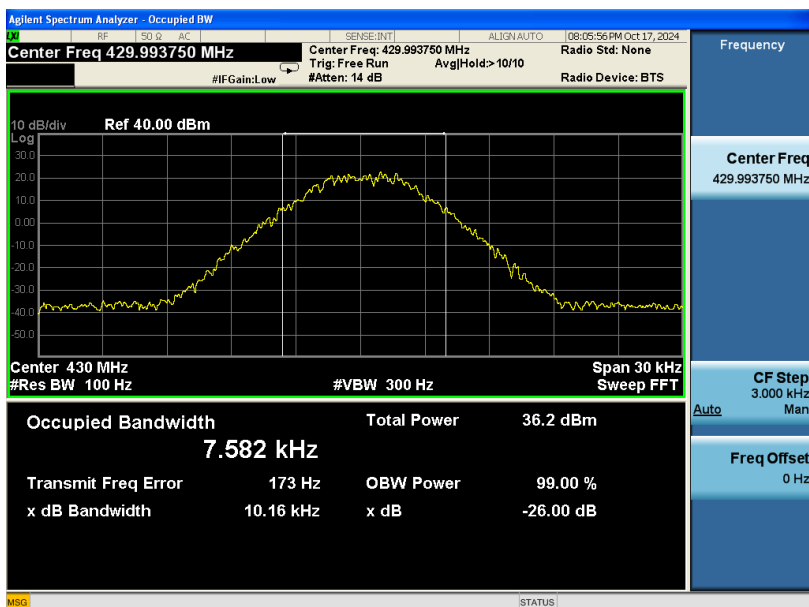 Agilent Spectrum Analyzer - Occupied BW
LXI RF 50 Ω AC SENSE:INT ALIGN AUTO 08:05:56 PM Oct 17, 2024
Center Freq 429.993750 MHz Center Freq: 429.993750 MHz Radio Std: None
Trig: Free Run Avg|Hold:> 10/10
#IFGain:Low #Atten: 14 dB Radio Device: BTS
10 dB/div Ref 40.00 dBm
Log
30.0
20.0
10.0
0.00
-10.0
-20.0
-30.0
-40.0
-50.0
Center 430 MHz Span 30 kHz
#Res BW 100 Hz #VBW 300 Hz Sweep FFT
Occupied Bandwidth Total Power 36.2 dBm
7.582 kHz
Transmit Freq Error 173 Hz OBW Power 99.00 %
x dB Bandwidth 10.16 kHz x dB -26.00 dB
MSG STATUS
Frequency
Center Freq
429.993750 MHz
CF Step
3.000 kHz
Auto Man
Freq Offset
0 Hz